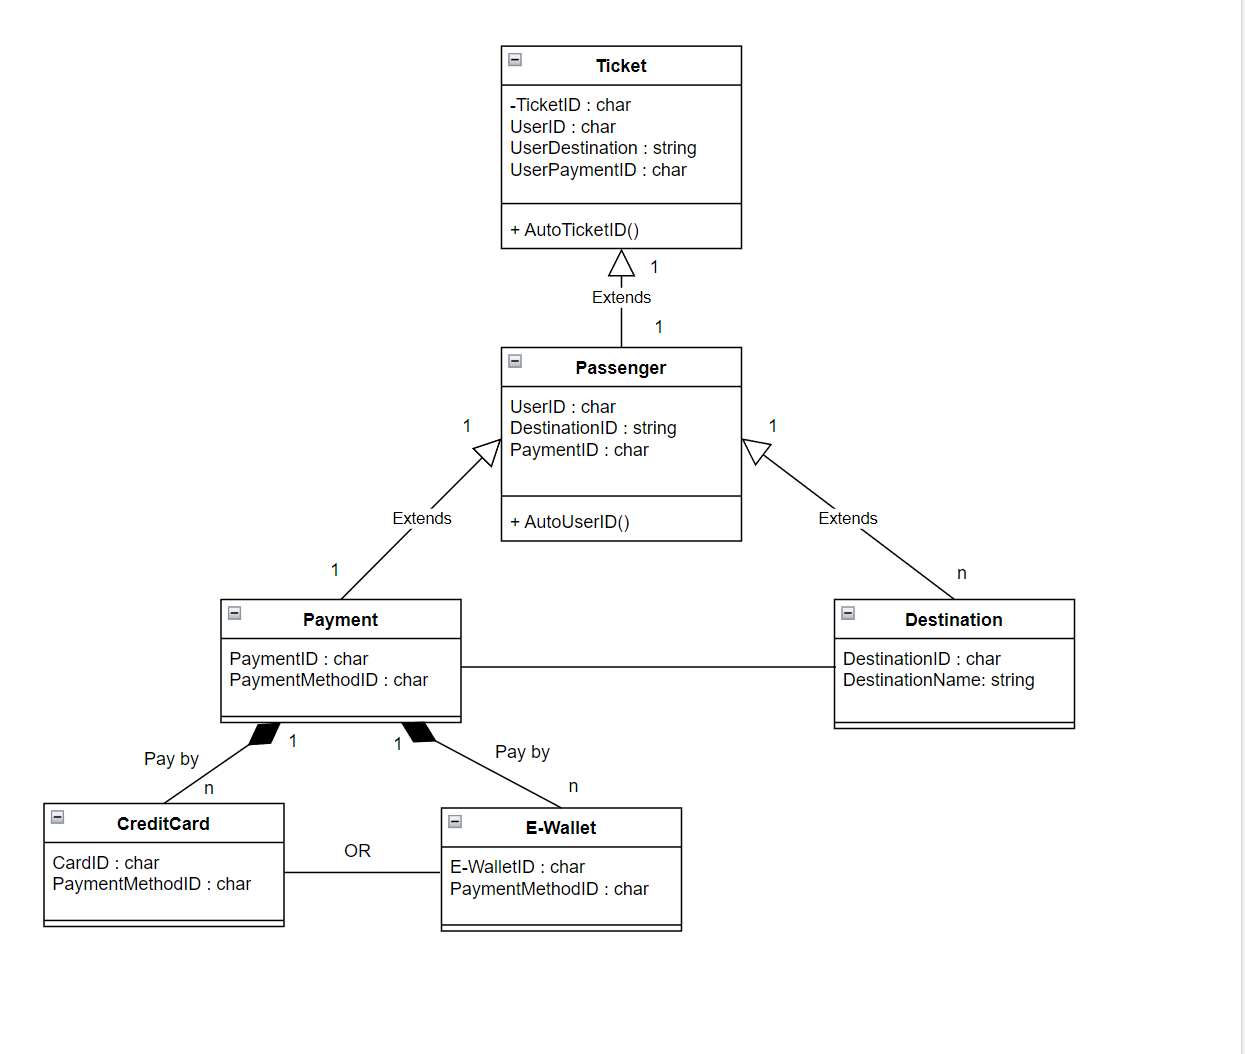 Ticket
-TicketID : char
UserID : char
UserDestination : string
UserPaymentID : char
+ AutoTicketID()
1
Extends
1
Passenger
UserID : char
DestinationID : string
PaymentID : char
+ AutoUserID()
1
1
Extends
Extends
1
n
Payment
PaymentID : char
PaymentMethodID : char
Destination
DestinationID : char
DestinationName: string
1
1
Pay by
Pay by
n
n
CreditCard
CardID : char
PaymentMethodID : char
OR
E-Wallet
E-WalletID : char
PaymentMethodID : char